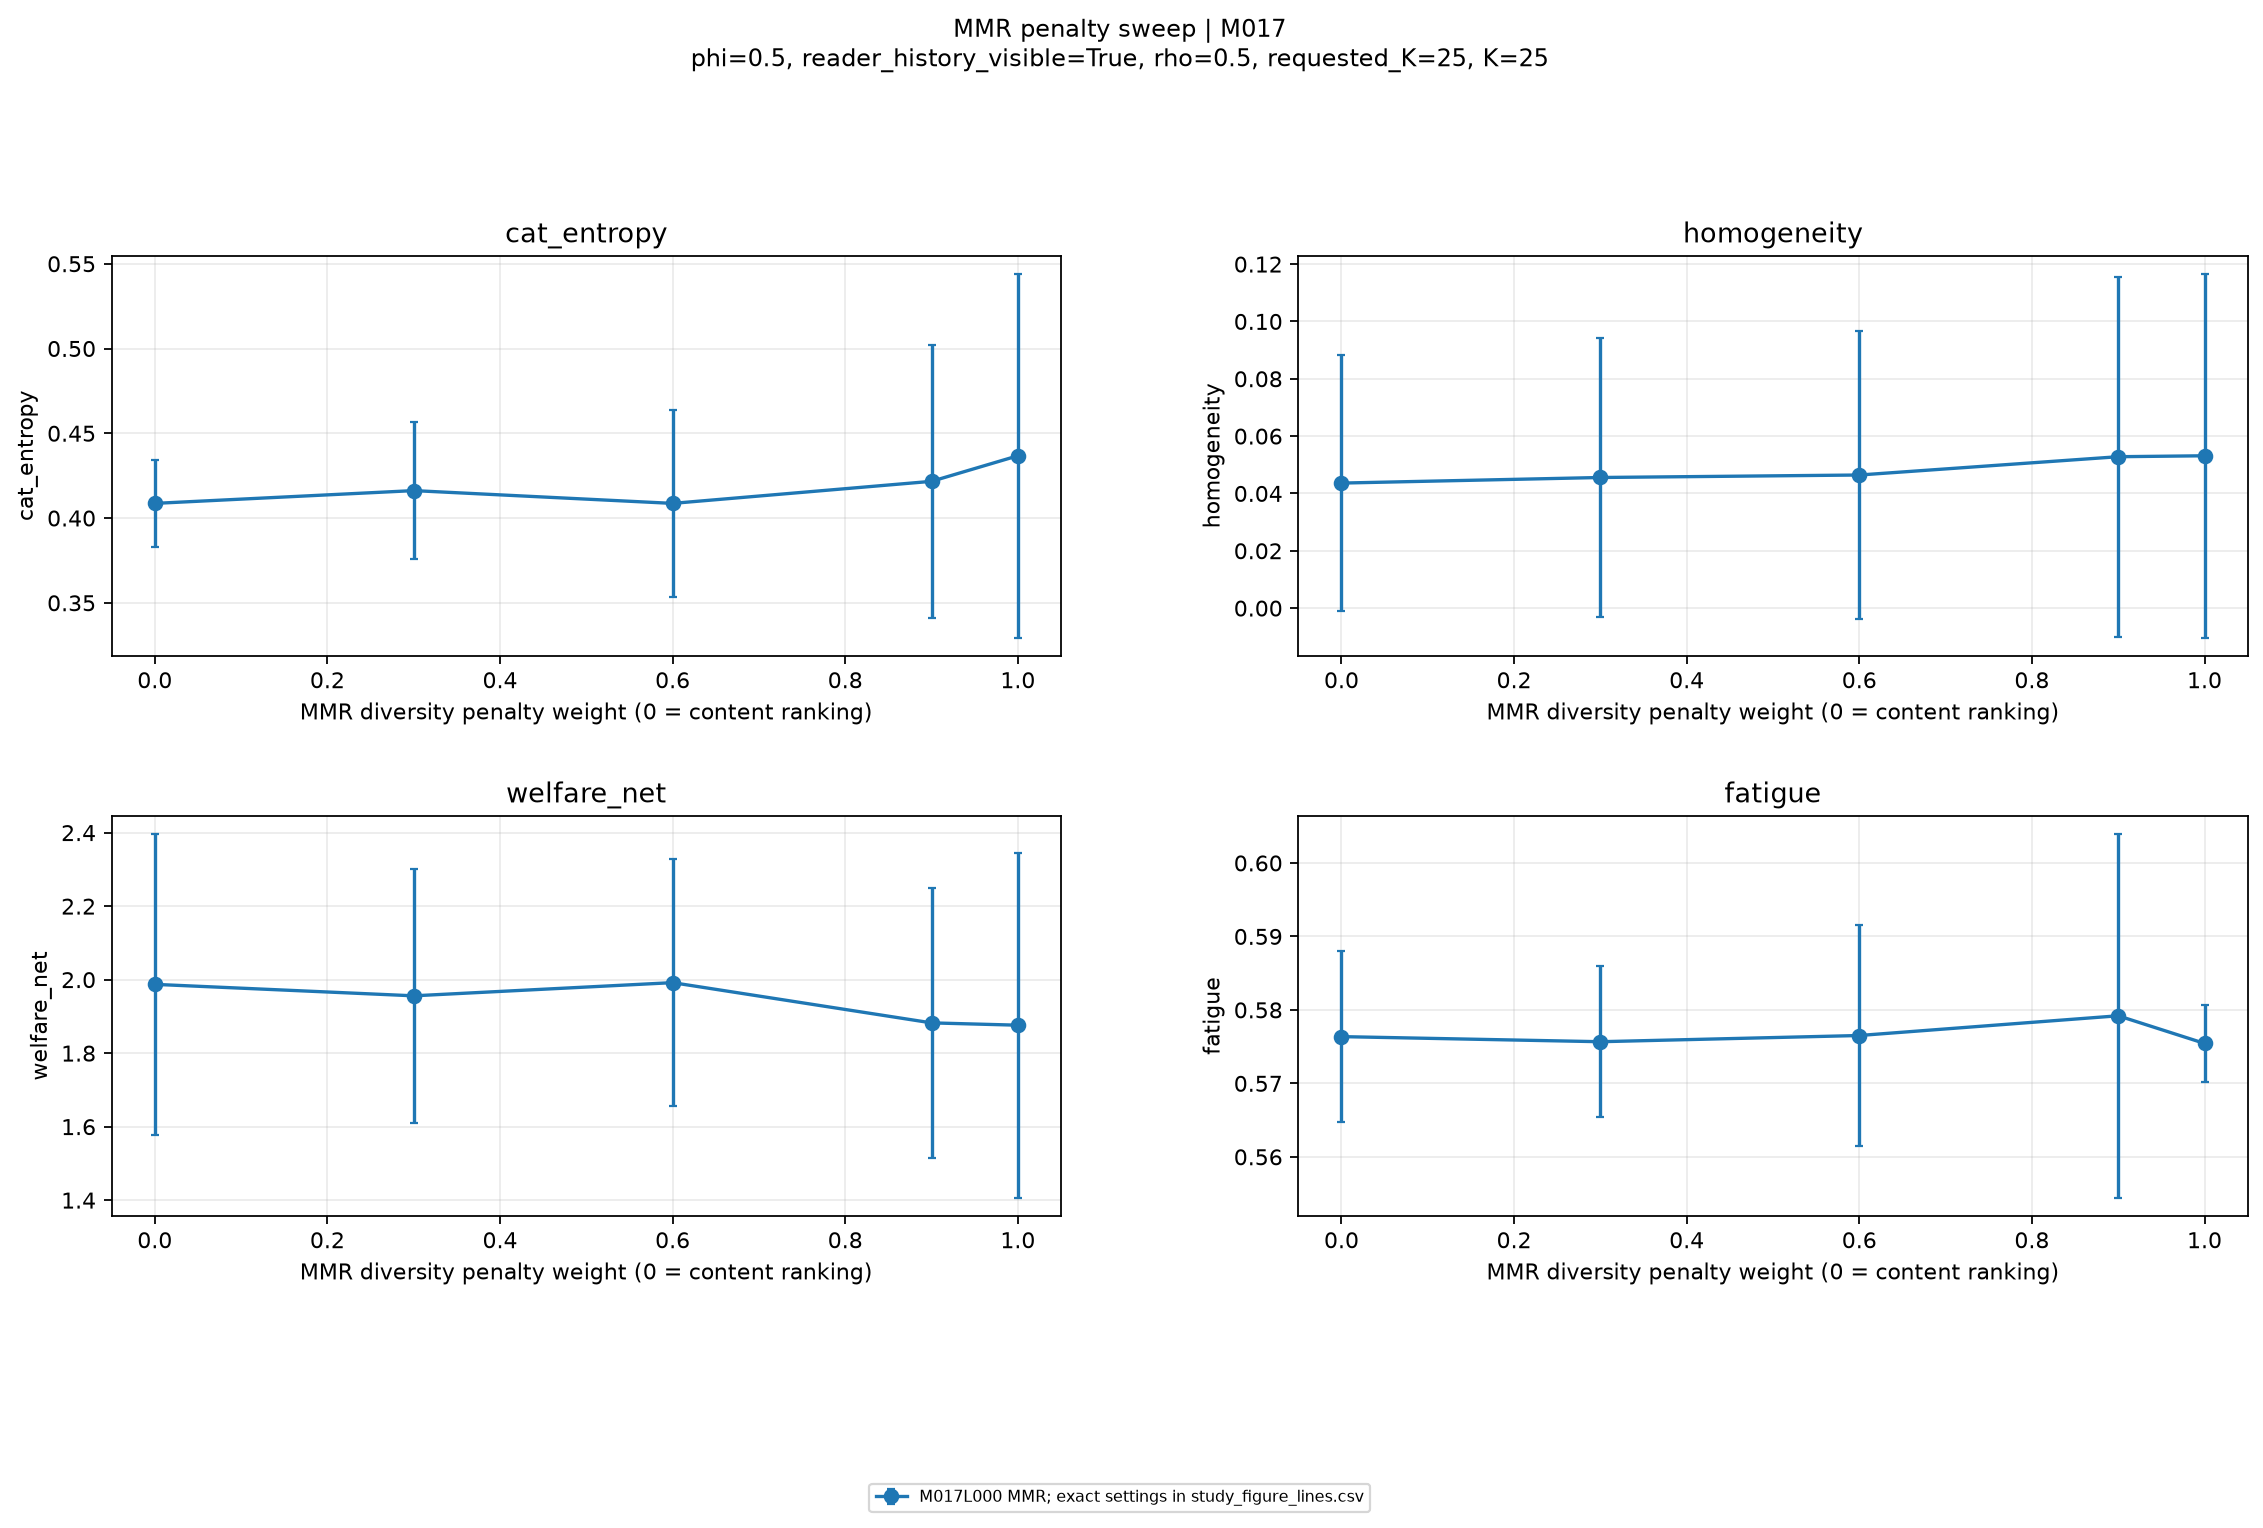 MMR penalty sweep | M017
phi=0.5, reader_history_visible=True, rho=0.5, requested_K=25, K=25
cat_entropy
0.55
0.50
0.45
0.40
0.35
cat_entropy
0.0 0.2 0.4 0.6 0.8 1.0
MMR diversity penalty weight (0 = content ranking)
homogeneity
0.12
0.10
0.08
0.06
0.04
0.02
0.00
homogeneity
0.0 0.2 0.4 0.6 0.8 1.0
MMR diversity penalty weight (0 = content ranking)
welfare_net
2.4
2.2
2.0
1.8
1.6
1.4
welfare_net
0.0 0.2 0.4 0.6 0.8 1.0
MMR diversity penalty weight (0 = content ranking)
fatigue
0.60
0.59
0.58
0.57
0.56
fatigue
0.0 0.2 0.4 0.6 0.8 1.0
MMR diversity penalty weight (0 = content ranking)
M017L000 MMR; exact settings in study_figure_lines.csv